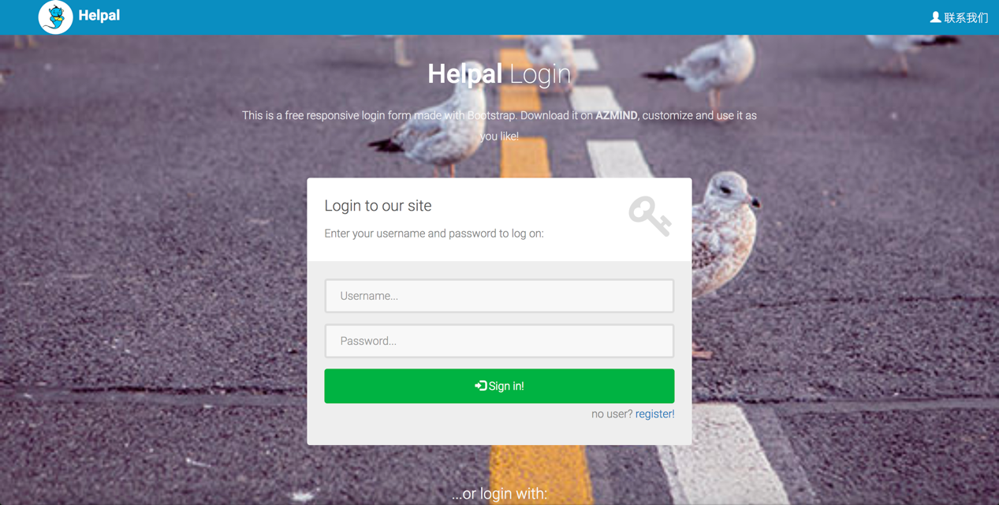 Helpal
联系我们
Helpal Login
This is a free responsive login form made with Bootstrap. Download it on AZMIND, customize and use it as
you like!
Login to our site
Enter your username and password to log on:
Username...
Password...
Sign in!
no user? register!
...or login with: